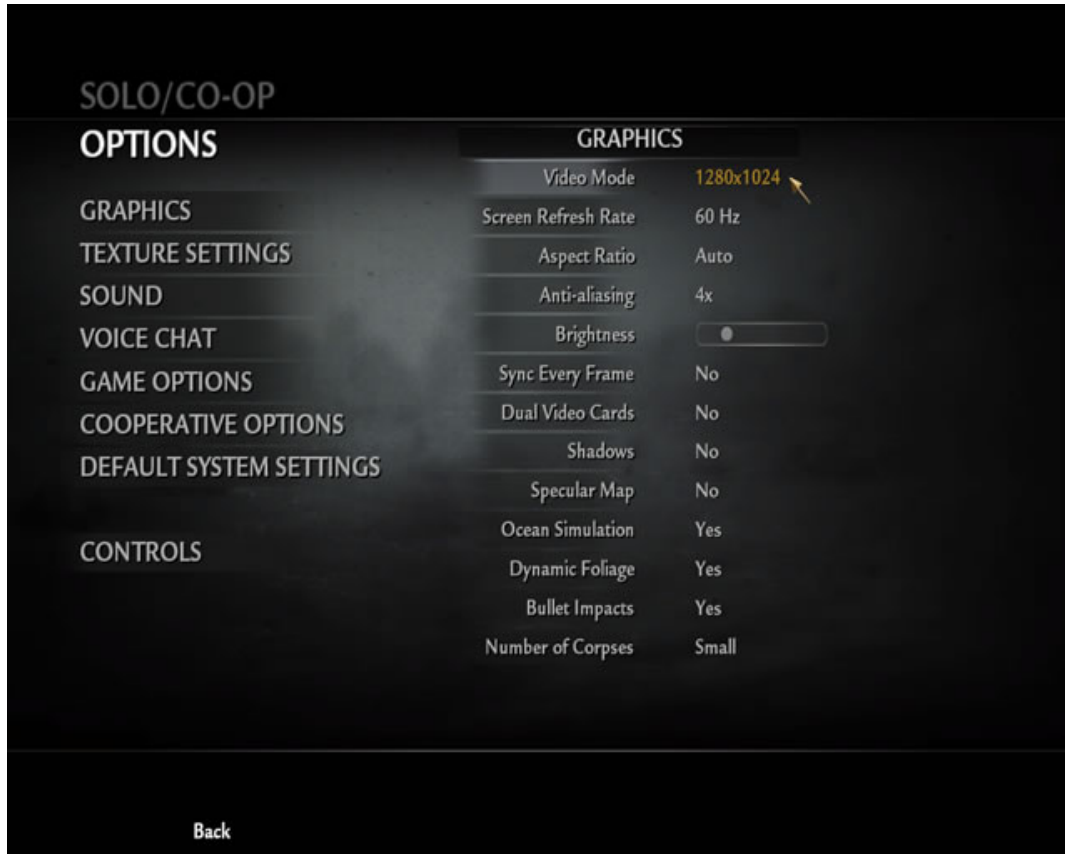 SOLO/CO-OP
OPTIONS
GRAPHICS
TEXTURE SETTINGS
SOUND
VOICE CHAT
GAME OPTIONS
COOPERATIVE OPTIONS
DEFAULT SYSTEM SETTINGS
CONTROLS
GRAPHICS
Video Mode 1280x1024
Screen Refresh Rate 60 Hz
Aspect Ratio Auto
Anti-aliasing 4x
Brightness
Sync Every Frame No
Dual Video Cards No
Shadows No
Specular Map No
Ocean Simulation Yes
Dynamic Foliage Yes
Bullet Impacts Yes
Number of Corpses Small
Back